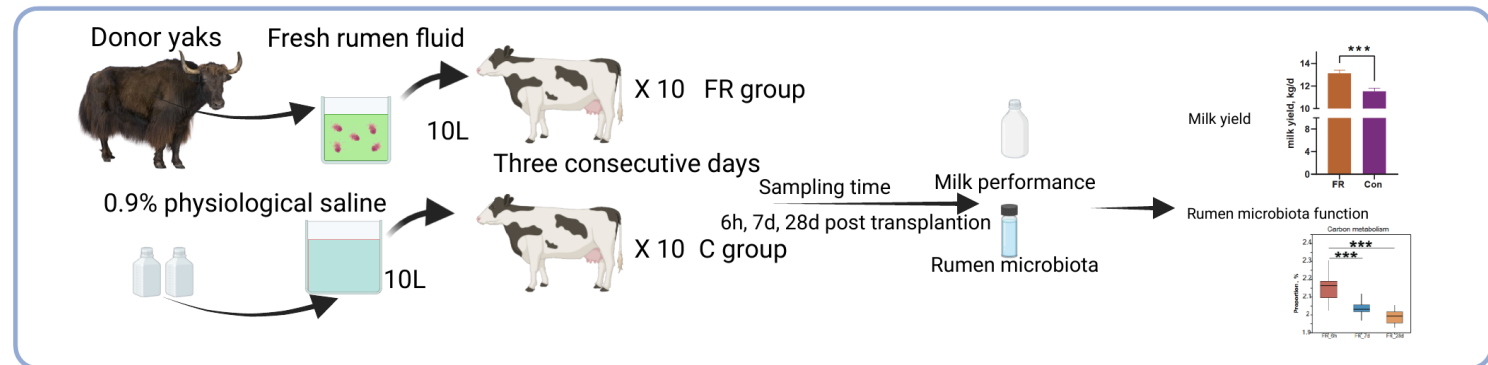 Donor yaks
Fresh rumen fluid
10L
X 10 FR group
Three consecutive days
0.9% physiological saline
10L
X 10 C group
Sampling time
6h, 7d, 28d post transplantion
Milk performance
Rumen microbiota
Milk yield
***
milk yield, kg/d
14
12
10
8
4
0
FR
Con
Rumen microbiota function
Carbon metabolism
***
***
Proportion, %
2.4
2.3
2.2
2.1
2
1.9
FR_6h
FR_7d
FR_28d